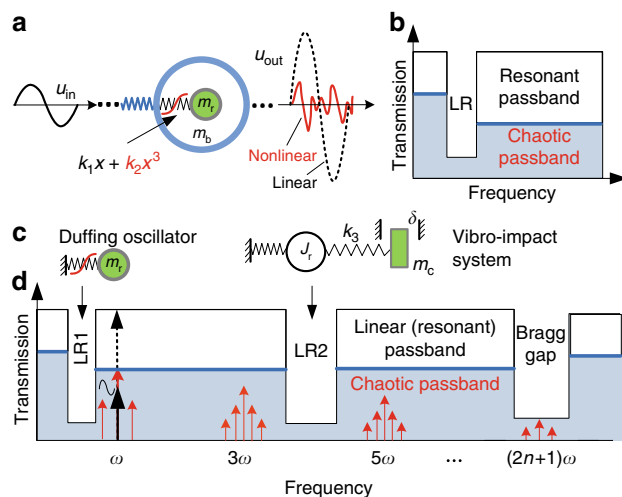 a
u_in
m_r
m_b
k_1x + k_2x^3
u_out
Nonlinear
Linear
b
Transmission
LR
Resonant
passband
Chaotic
passband
Frequency
c
Duffing oscillator
m_r
J_r
k_3
δ
m_c
Vibro-impact
system
d
Transmission
LR1
LR2
Linear (resonant)
passband
Chaotic passband
Bragg
gap
ω
3ω
5ω
...
(2n+1)ω
Frequency